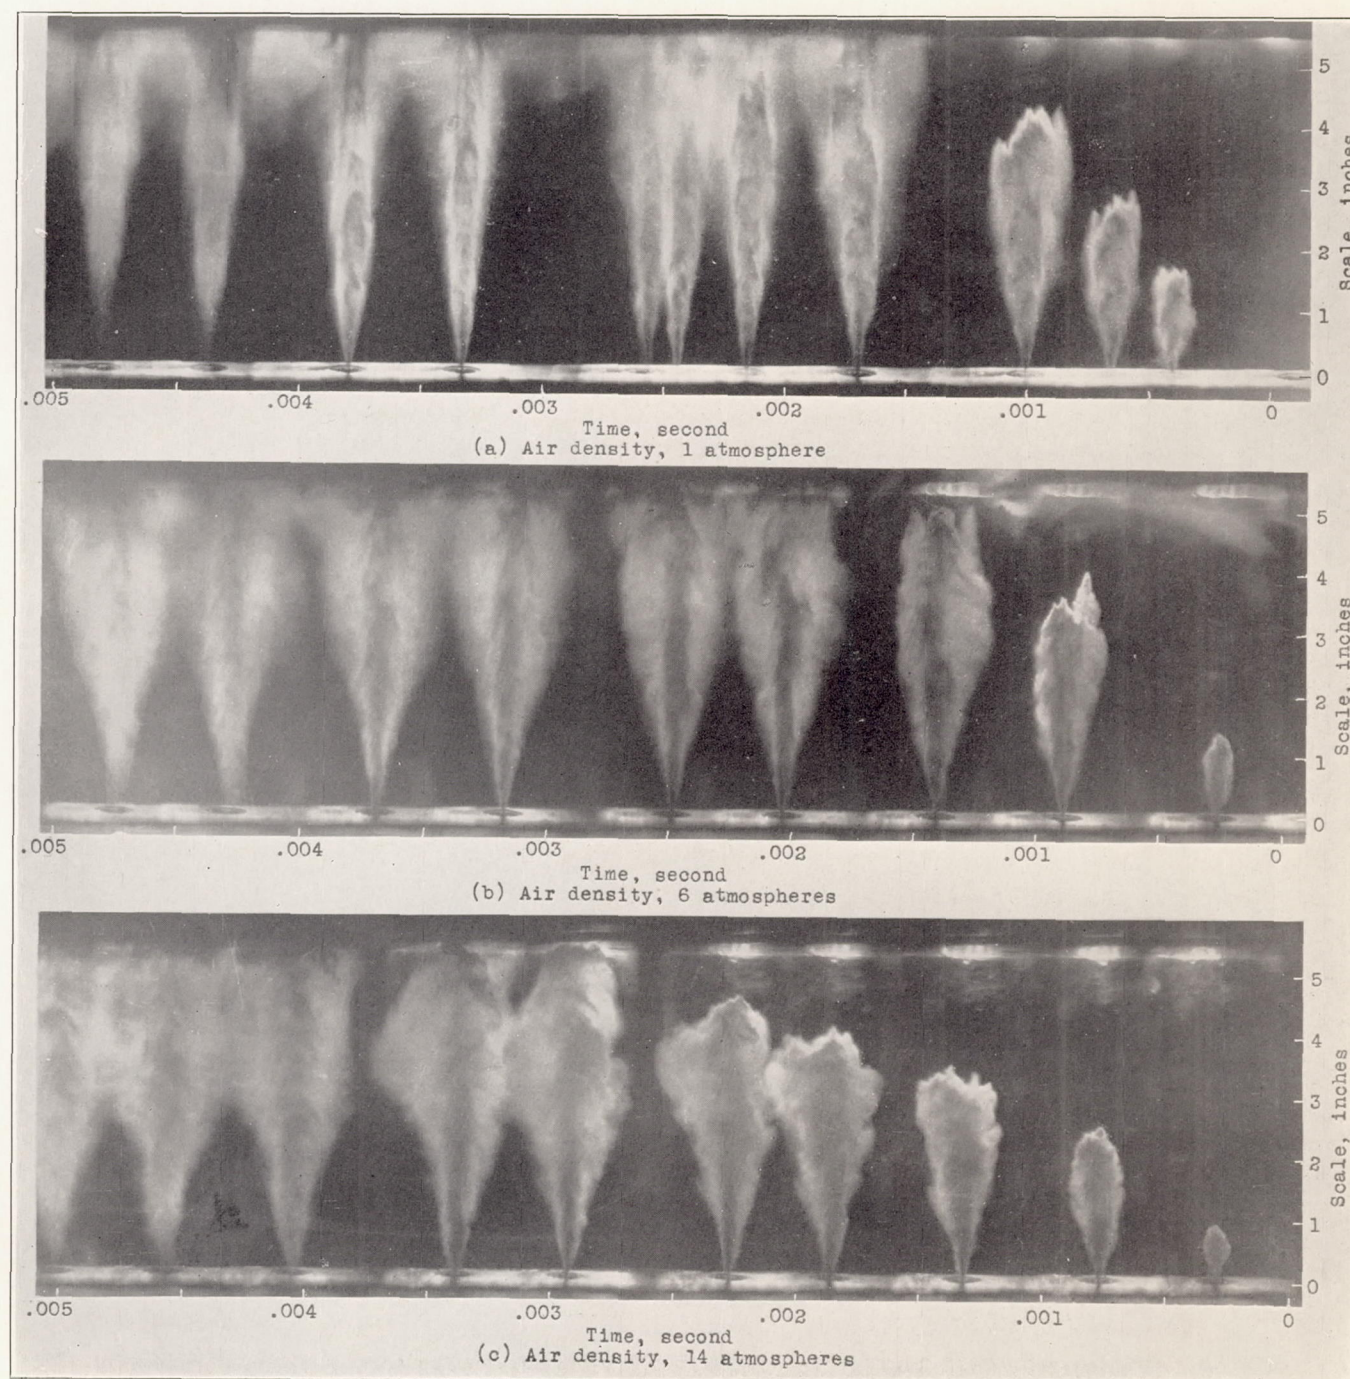 5
4
3
2
1
0
Scale, inches
.005 .004 .003 .002 .001 0
Time, second
(a) Air density, 1 atmosphere
5
4
3
2
1
0
Scale, inches
.005 .004 .003 .002 .001 0
Time, second
(b) Air density, 6 atmospheres
5
4
3
2
1
0
Scale, inches
.005 .004 .003 .002 .001 0
Time, second
(c) Air density, 14 atmospheres